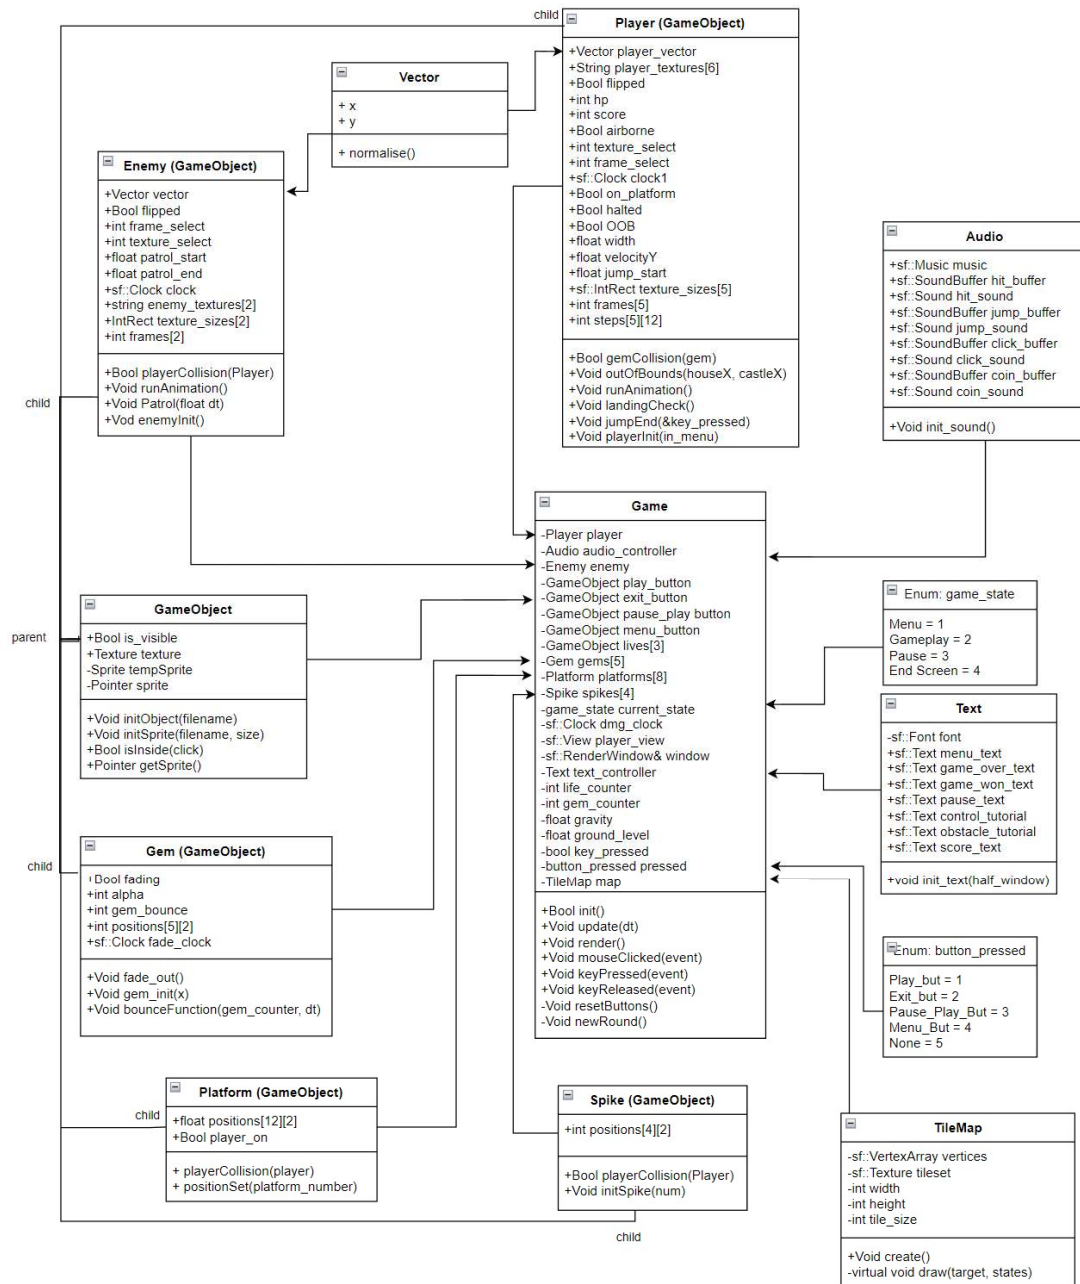 child
Player (GameObject)
+Vector player_vector
+String player_textures[6]
+Bool flipped
+int hp
+int score
+Bool airborne
+int texture_select
+int frame_select
+sf::Clock clock1
+Bool on_platform
+Bool halted
+Bool OOB
+float width
+float velocityY
+float jump_start
+sf::IntRect texture_sizes[5]
+int frames[5]
+int steps[5][12]
+Bool gemCollision(gem)
+Void outOfBounds(houseX, castleX)
+Void runAnimation()
+Void landingCheck()
+Void jumpEnd(&key_pressed)
+Void playerInit(in_menu)
Vector
+ x
+ y
+ normalise()
Enemy (GameObject)
+Vector vector
+Bool flipped
+int frame_select
+int texture_select
+float patrol_start
+float patrol_end
+sf::Clock clock
+string enemy_textures[2]
+IntRect texture_sizes[2]
+int frames[2]
+Bool playerCollision(Player)
+Void runAnimation()
+Void Patrol(float dt)
+Vod enemyInit()
child
Audio
+sf::Music music
+sf::SoundBuffer hit_buffer
+sf::Sound hit_sound
+sf::SoundBuffer jump_buffer
+sf::Sound jump_sound
+sf::SoundBuffer click_buffer
+sf::Sound click_sound
+sf::SoundBuffer coin_buffer
+sf::Sound coin_sound
+Void init_sound()
Game
-Player player
-Audio audio_controller
-Enemy enemy
-GameObject play_button
-GameObject exit_button
-GameObject pause_play button
-GameObject menu_button
-GameObject lives[3]
-Gem gems[5]
-Platform platforms[8]
-Spike spikes[4]
-game_state current_state
-sf::Clock dmg_clock
-sf::View player_view
-sf::RenderWindow& window
-Text text_controller
-int life_counter
-int gem_counter
-float gravity
-float ground_level
-bool key_pressed
-button_pressed pressed
-TileMap map
+Bool init()
+Void update(dt)
+Void render()
+Void mouseClicked(event)
+Void keyPressed(event)
+Void keyReleased(event)
-Void resetButtons()
-Void newRound()
GameObject
parent
+Bool is_visible
+Texture texture
-Sprite tempSprite
-Pointer sprite
+Void initObject(filename)
+Void initSprite(filename, size)
+Bool isInside(click)
+Pointer getSprite()
Enum: game_state
Menu = 1
Gameplay = 2
Pause = 3
End Screen = 4
Text
-sf::Font font
+sf::Text menu_text
+sf::Text game_over_text
+sf::Text game_won_text
+sf::Text pause_text
+sf::Text control_tutorial
+sf::Text obstacle_tutorial
+sf::Text score_text
+void init_text(half_window)
child
Gem (GameObject)
+Bool fading
+int alpha
+int gem_bounce
+int positions[5][2]
+sf::Clock fade_clock
+Void fade_out()
+Void gem_init(x)
+Void bounceFunction(gem_counter, dt)
Enum: button_pressed
Play_but = 1
Exit_but = 2
Pause_Play_But = 3
Menu_But = 4
None = 5
child
Platform (GameObject)
+float positions[12][2]
+Bool player_on
+ playerCollision(player)
+ positionSet(platform_number)
Spike (GameObject)
+int positions[4][2]
+Bool playerCollision(Player)
+Void initSpike(num)
child
TileMap
-sf::VertexArray vertices
-sf::Texture tileset
-int width
-int height
-int tile_size
+Void create()
-virtual void draw(target, states)